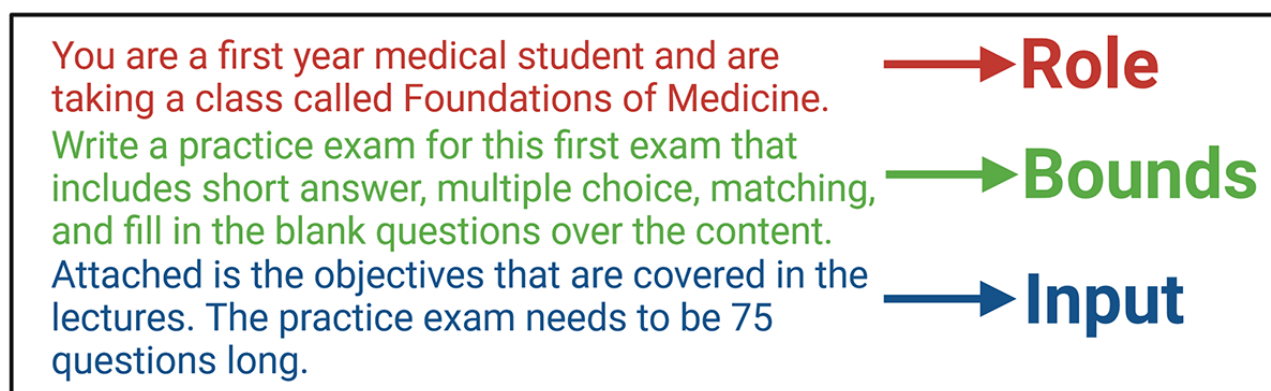 You are a first year medical student and are
taking a class called Foundations of Medicine.
Role
Write a practice exam for this first exam that
includes short answer, multiple choice, matching,
and fill in the blank questions over the content.
Bounds
Attached is the objectives that are covered in the
lectures. The practice exam needs to be 75
questions long.
Input